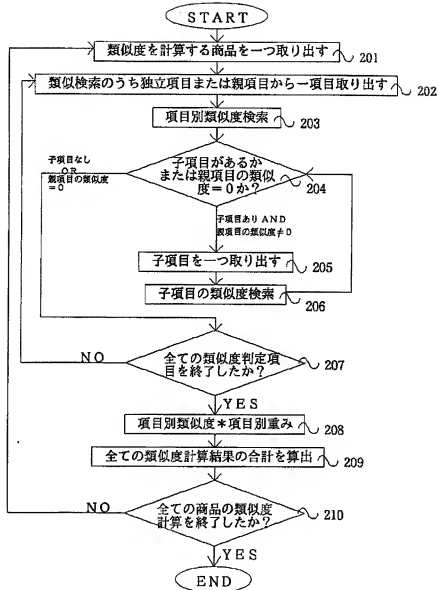 START
類似度を計算する商品を一つ取り出す
201
類似検索のうち独立項目または親項目から一項目取り出す
202
項目別類似度検索
203
子項目なし
OR
親項目の類似度
=0
子項目があるか
または親項目の類似
度=0か?
204
子項目あり AND
親項目の類似度≠0
子項目を一つ取り出す
205
子項目の類似度検索
206
NO
全ての類似度判定項
目を終了したか?
207
YES
項目別類似度*項目別重み
208
全ての類似度計算結果の合計を算出
209
NO
全ての商品の類似度
計算を終了したか?
210
YES
END